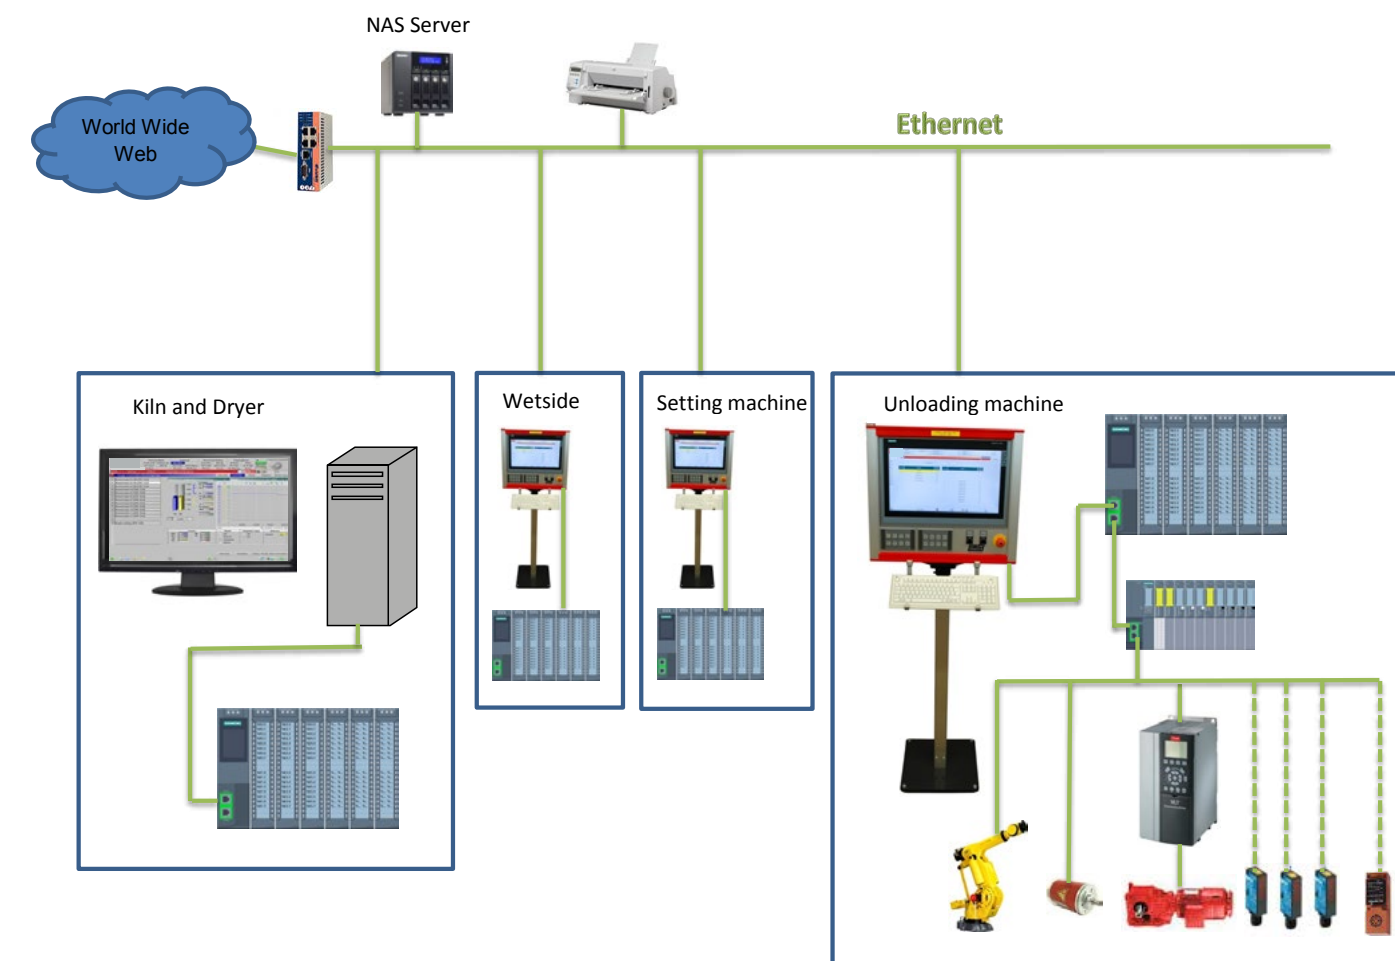 NAS Server
World Wide
Web
Ethernet
Kiln and Dryer
Wetside
Setting machine
Unloading machine